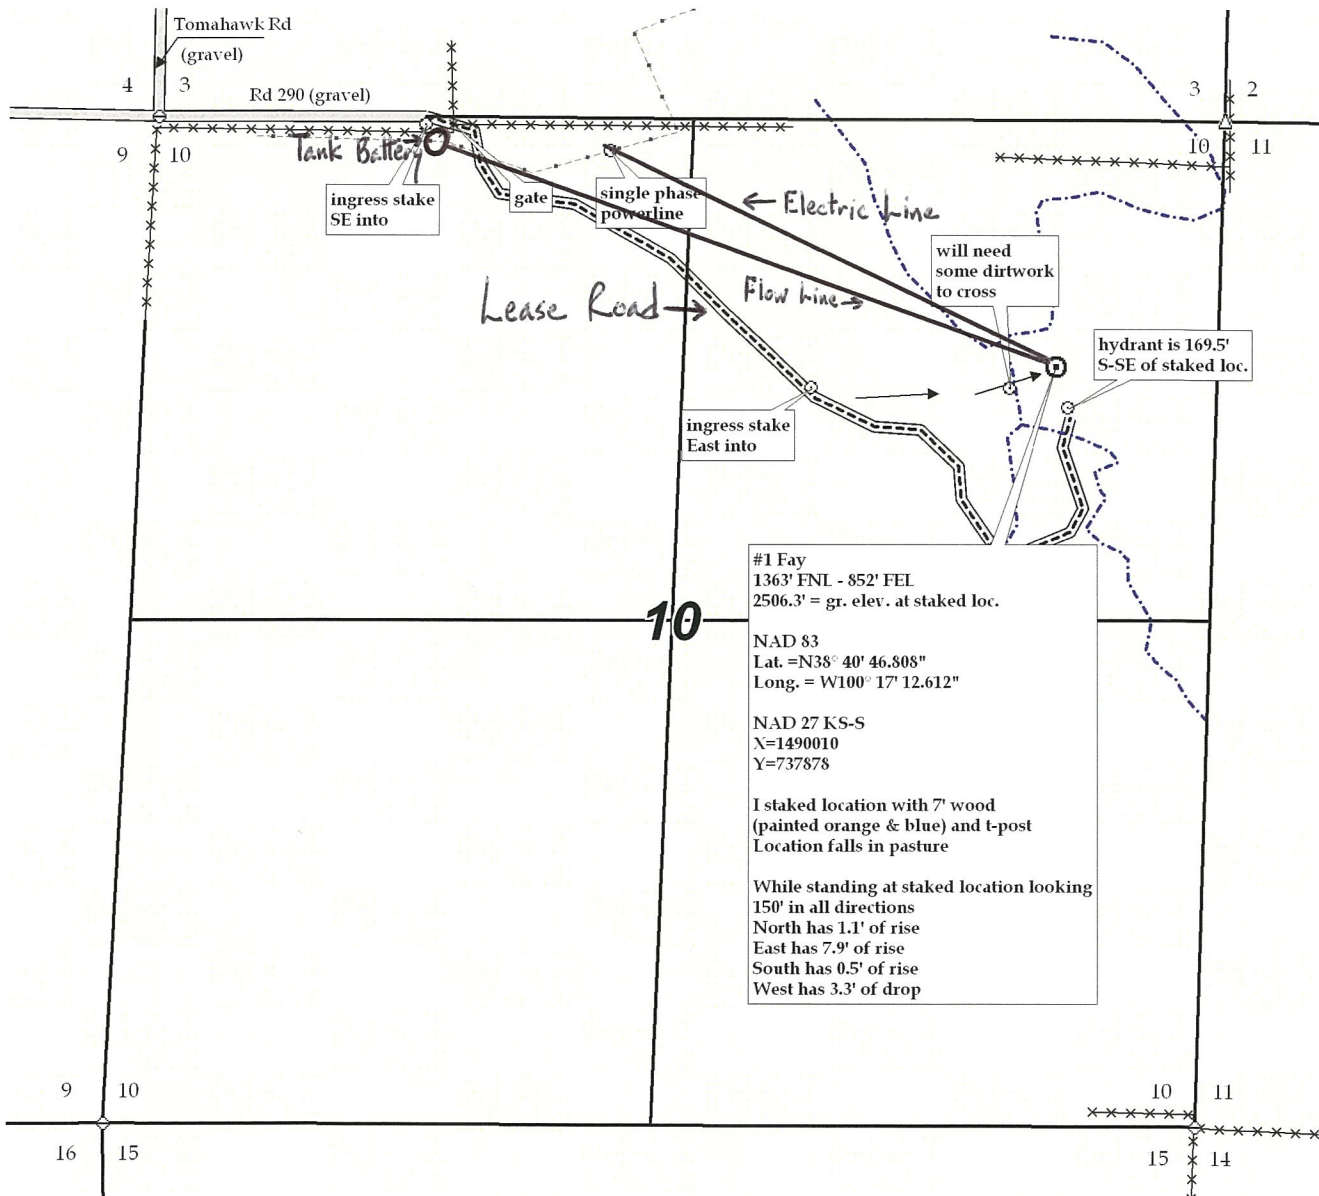 Tomahawk Rd
(gravel)
4 3
Rd 290 (gravel)
3 2
9 10
10 11
Tank Battery
ingress stake
SE into
gate
single phase
powerline
← Electric Line
will need
some dirtwork
to cross
Flow Line →
Lease Road →
hydrant is 169.5'
S-SE of staked loc.
ingress stake
East into
10
#1 Fay
1363' FNL - 852' FEL
2506.3' = gr. elev. at staked loc.
NAD 83
Lat. =N38° 40' 46.808"
Long. = W100° 17' 12.612"
NAD 27 KS-S
X=1490010
Y=737878
I staked location with 7' wood
(painted orange & blue) and t-post
Location falls in pasture
While standing at staked location looking
150' in all directions
North has 1.1' of rise
East has 7.9' of rise
South has 0.5' of rise
West has 3.3' of drop
9 10
10 11
16 15
15 14